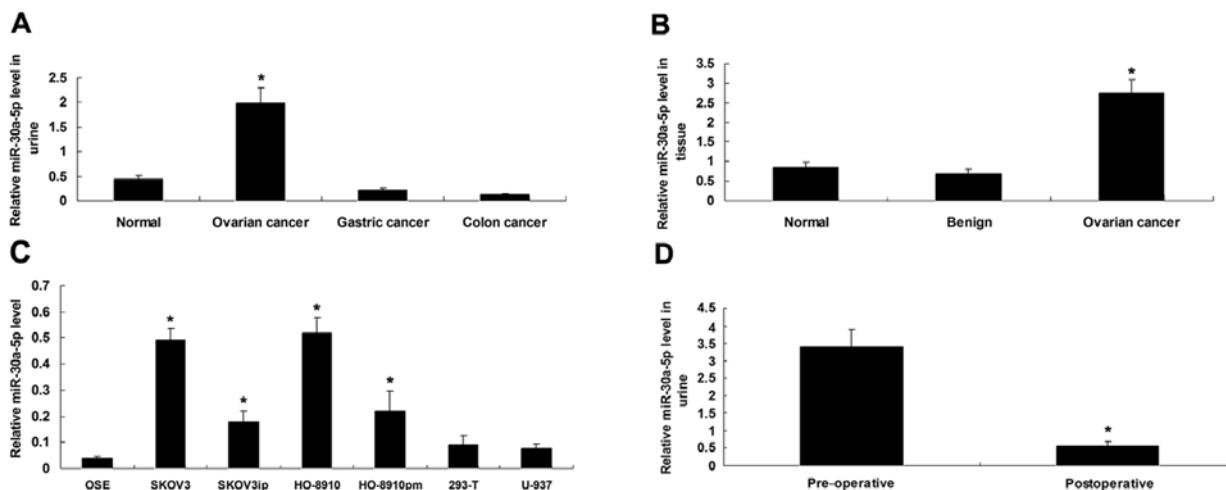 A
Relative miR-30a-5p level in
urine
2.5
2
1.5
1
0.5
0
*
Normal
Ovarian cancer
Gastric cancer
Colon cancer
B
Relative miR-30a-5p level in
tissue
3.5
3
2.5
2
1.5
1
0.5
0
*
Normal
Benign
Ovarian cancer
C
Relative miR-30a-5p level
0.7
0.6
0.5
0.4
0.3
0.2
0.1
0
*
*
*
*
OSE
SKOV3
SKOV3ip
HO-8910
HO-8910pm
293-T
U-937
D
Relative miR-30a-5p level in
urine
4.5
4
3.5
3
2.5
2
1.5
1
0.5
0
*
Pre-operative
Postoperative